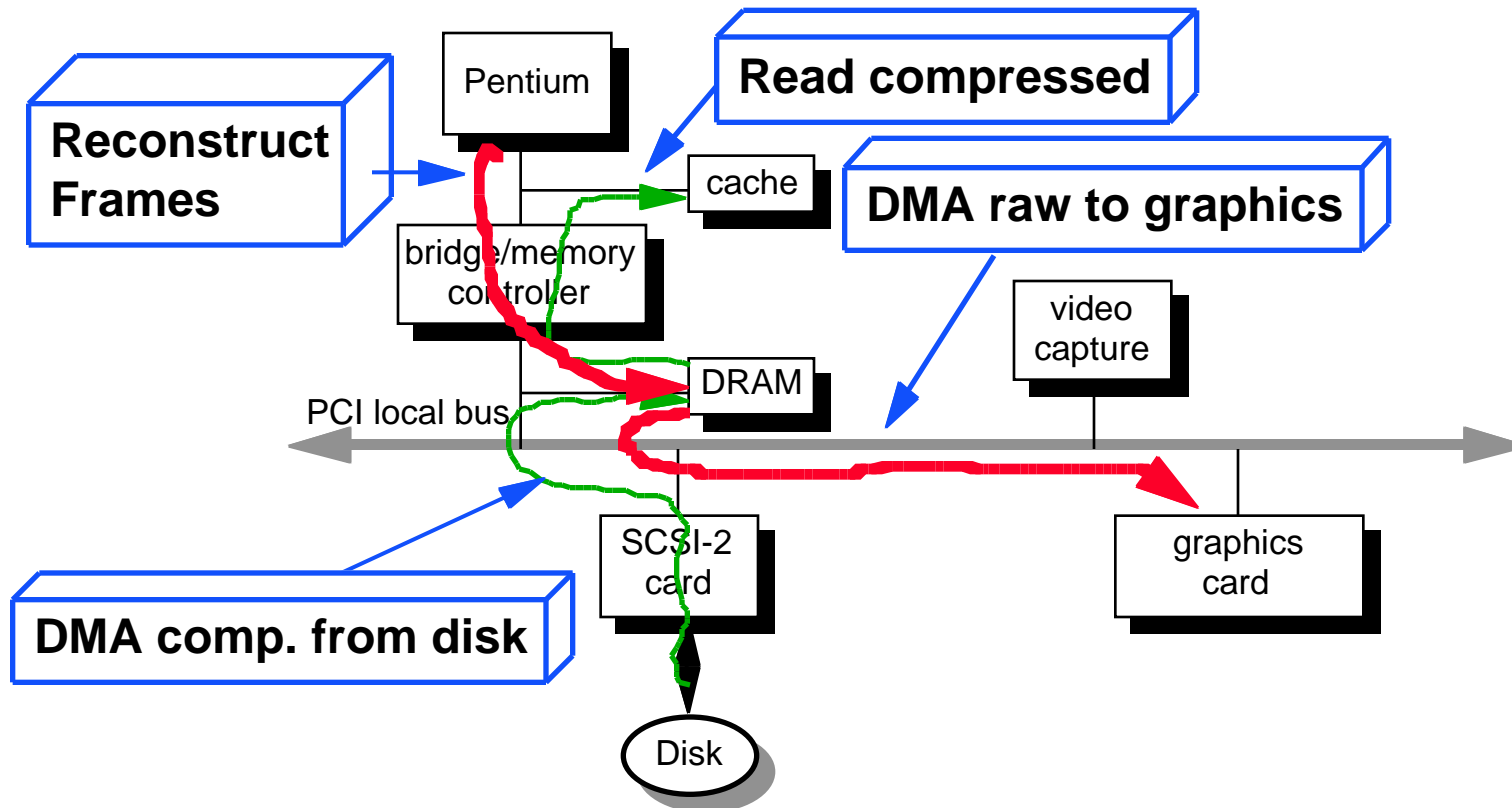 Pentium
Read compressed
Reconstruct
Frames
cache
DMA raw to graphics
bridge/memory
controller
video
capture
DRAM
PCI local bus
SCSI-2
card
graphics
card
DMA comp. from disk
Disk